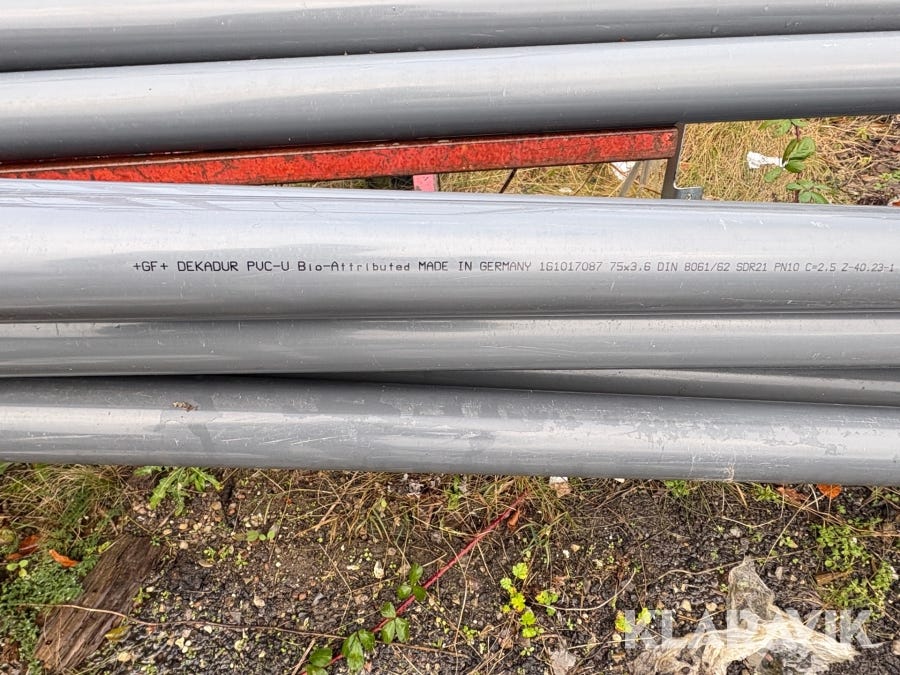 +GF+ DEKADUR PVC-U Bio-Attributed MADE IN GERMANY 161017087 75x3.6 DIN 8061/62 SDR21 PN10 C=2.5 Z-40.23-1
KLARAVIK